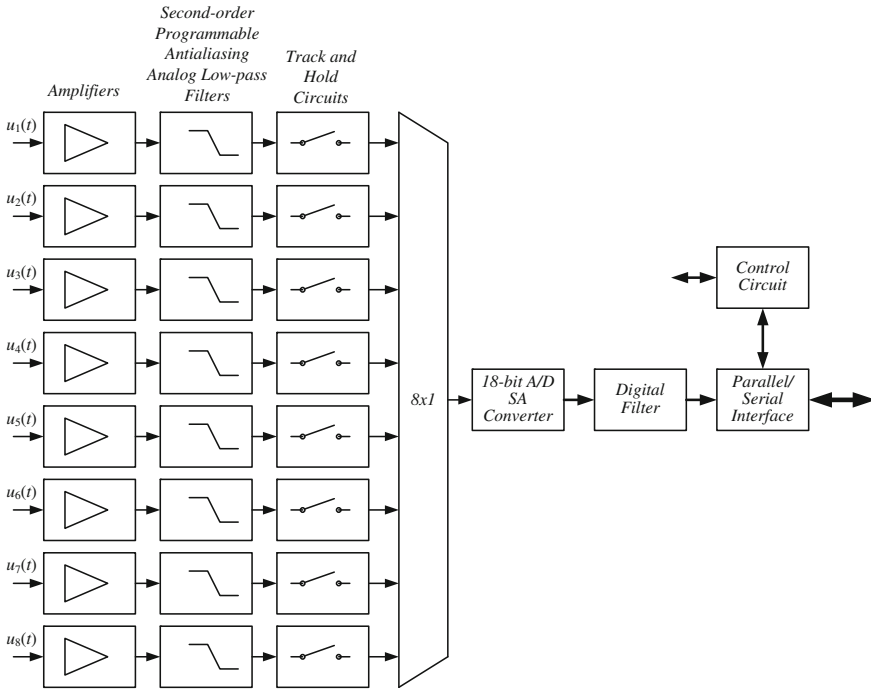 Second-order
Programmable
Antialiasing
Analog Low-pass
Filters
Track and
Hold
Circuits
Amplifiers
u1(t)
u2(t)
u3(t)
u4(t)
u5(t)
u6(t)
u7(t)
u8(t)
8x1
18-bit A/D
SA
Converter
Digital
Filter
Control
Circuit
Parallel/
Serial
Interface